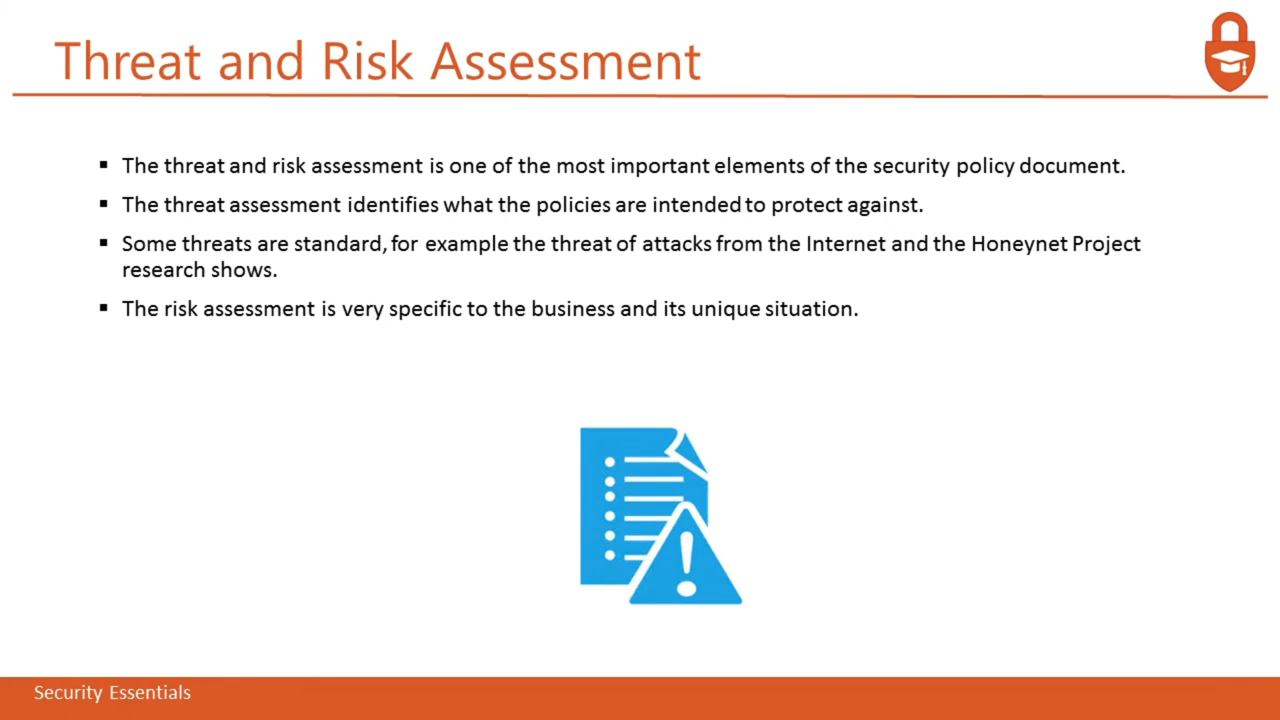 Threat and Risk Assessment
▪ The threat and risk assessment is one of the most important elements of the security policy document.
▪ The threat assessment identifies what the policies are intended to protect against.
▪ Some threats are standard, for example the threat of attacks from the Internet and the Honeynet Project
research shows.
▪ The risk assessment is very specific to the business and its unique situation.
Security Essentials